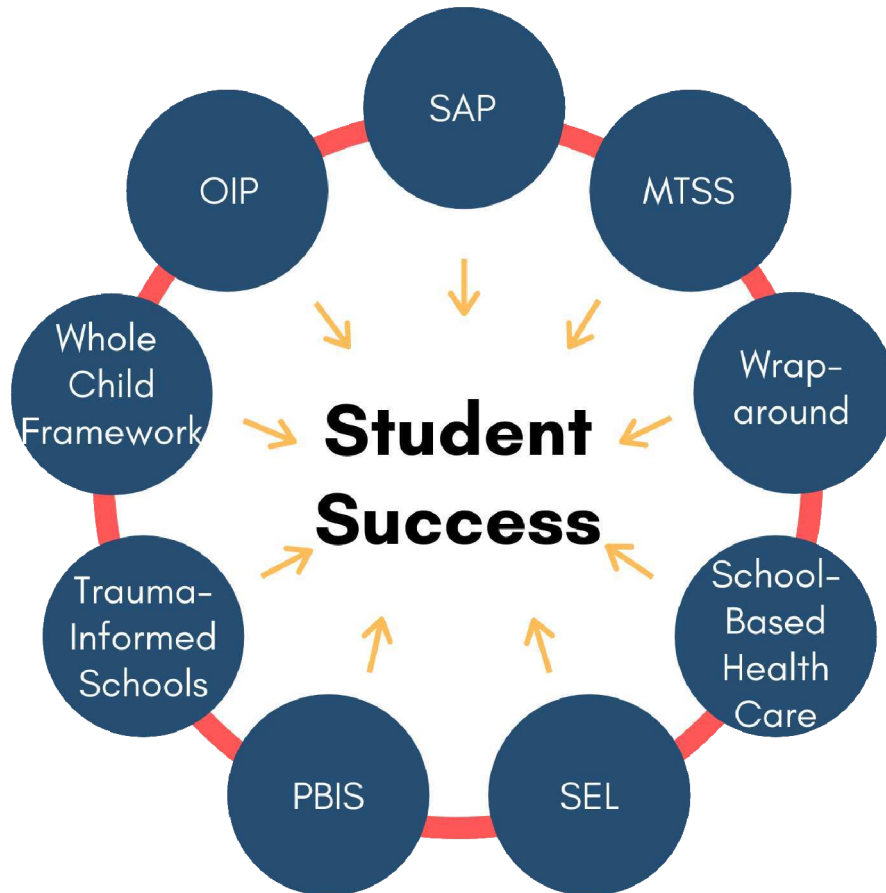 SAP
OIP
MTSS
Whole
Child
Framework
Wrap-
around
Student
Success
Trauma-
Informed
Schools
School-
Based
Health
Care
PBIS
SEL